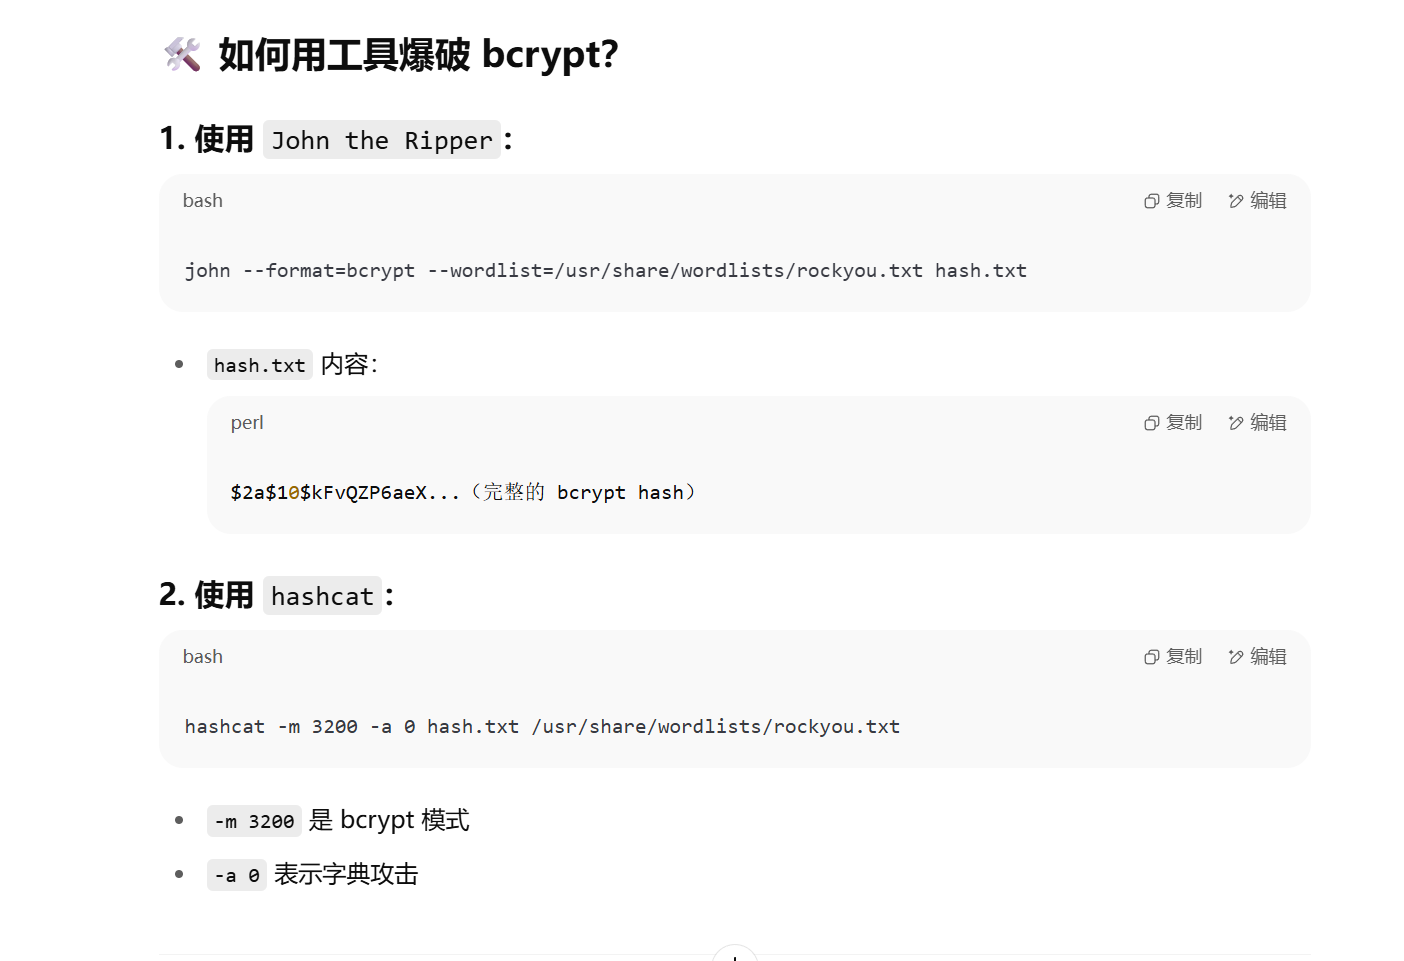 如何用工具爆破 bcrypt?
1. 使用 John the Ripper：
bash
复制 编辑
john --format=bcrypt --wordlist=/usr/share/wordlists/rockyou.txt hash.txt
hash.txt 内容：
perl
复制 编辑
$2a$10$kFvQZP6aeX...（完整的 bcrypt hash）
2. 使用 hashcat：
bash
复制 编辑
hashcat -m 3200 -a 0 hash.txt /usr/share/wordlists/rockyou.txt
-m 3200 是 bcrypt 模式
-a 0 表示字典攻击